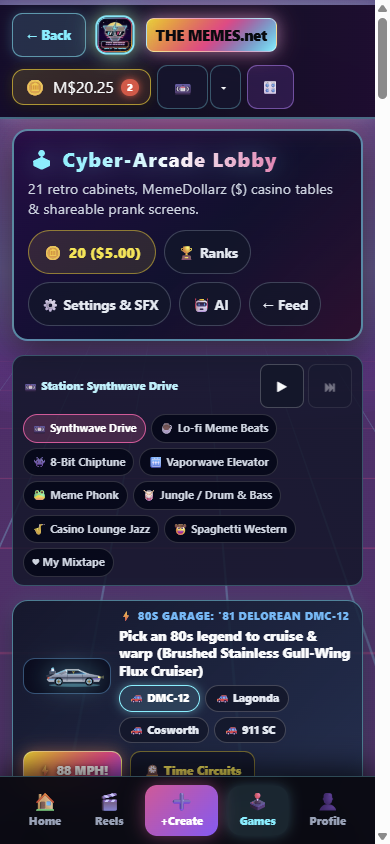 ← Back
THE MEMES.net
M$20.25 2
Cyber-Arcade Lobby
21 retro cabinets, MemeDollarz ($) casino tables
& shareable prank screens.
20 ($5.00)
Ranks
Settings & SFX
AI
← Feed
Station: Synthwave Drive
Synthwave Drive
Lo-fi Meme Beats
8-Bit Chiptune
Vaporwave Elevator
Meme Phonk
Jungle / Drum & Bass
Casino Lounge Jazz
Spaghetti Western
My Mixtape
80S GARAGE: '81 DELOREAN DMC-12
Pick an 80s legend to cruise &
warp (Brushed Stainless Gull-Wing
Flux Cruiser)
DMC-12
Lagonda
Cosworth
911 SC
88 MPH!
Time Circuits
Home
Reels
+Create
Games
Profile